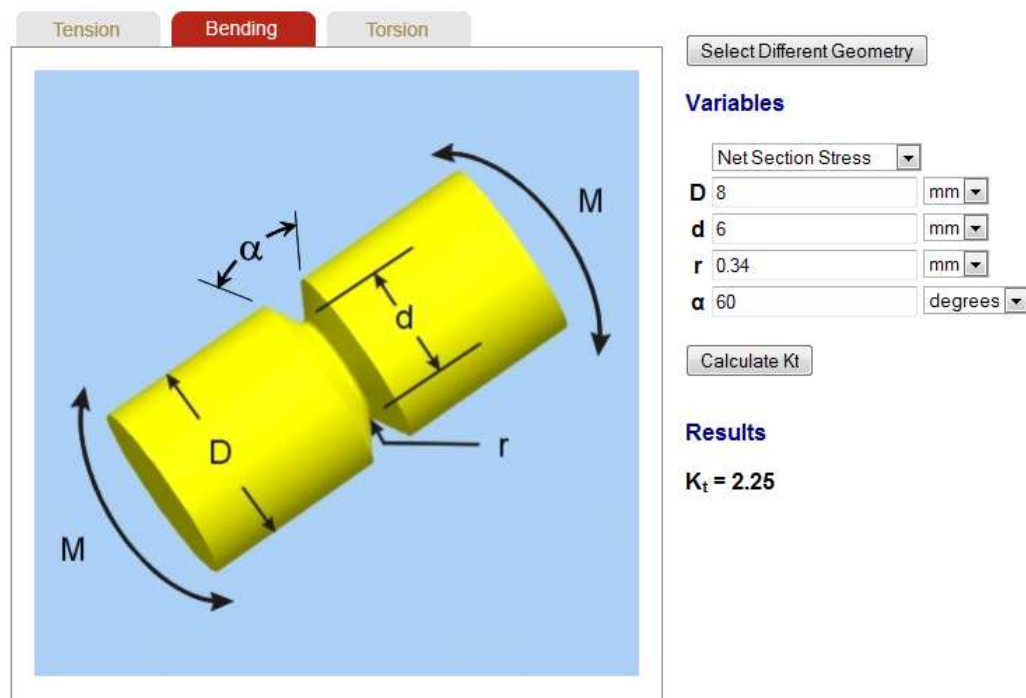 Tension Bending Torsion
Select Different Geometry
Variables
Net Section Stress
D 8 mm
d 6 mm
r 0.34 mm
α 60 degrees
Calculate Kt
Results
Kt = 2.25
M
α
d
D
r
M